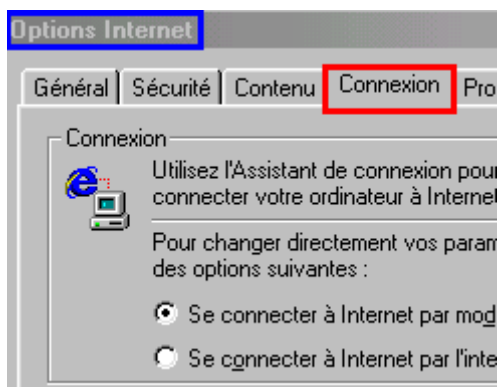 Options Internet
Général Sécurité Contenu Connexion Pro
Connexion
Utilisez l'Assistant de connexion pour
connecter votre ordinateur à Internet
Pour changer directement vos param
des options suivantes :
Se connecter à Internet par mod
Se connecter à Internet par l'inte